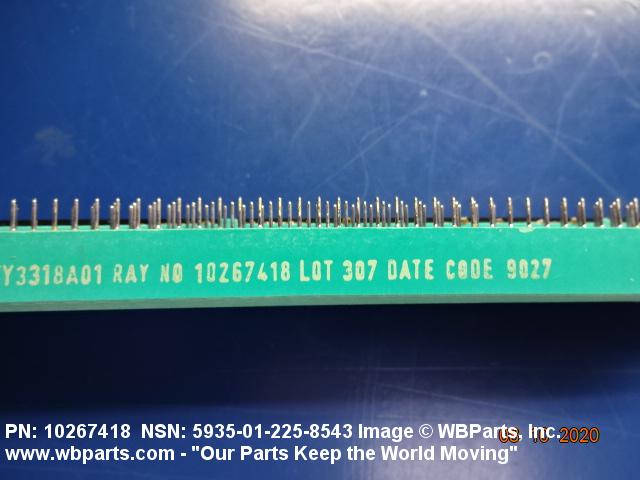 Y3318A01 RAY NO 10267418 LOT 307 DATE CODE 9027
PN: 10267418 NSN: 5935-01-225-8543 Image © WBParts, Inc.
www.wbparts.com - "Our Parts Keep the World Moving"
2020